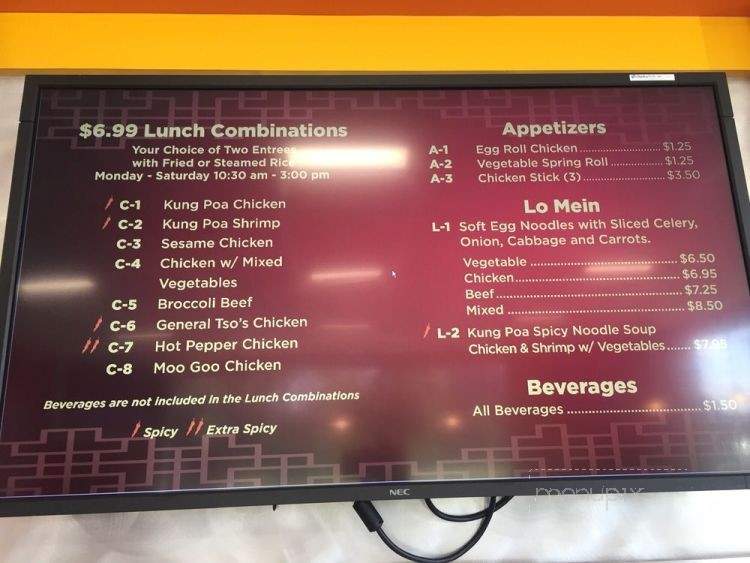 $6.99 Lunch Combinations
Your Choice of Two Entrees
with Fried or Steamed Rice
Monday - Saturday 10:30 am - 3:00 pm
C-1 Kung Poa Chicken
C-2 Kung Poa Shrimp
C-3 Sesame Chicken
C-4 Chicken w/ Mixed
Vegetables
C-5 Broccoli Beef
C-6 General Tso's Chicken
C-7 Hot Pepper Chicken
C-8 Moo Goo Chicken
Beverages are not included in the Lunch Combinations
Spicy Extra Spicy
Appetizers
A-1 Egg Roll Chicken $1.25
A-2 Vegetable Spring Roll $1.25
A-3 Chicken Stick (3) $3.50
Lo Mein
L-1 Soft Egg Noodles with Sliced Celery,
Onion, Cabbage and Carrots.
Vegetable $6.50
Chicken $6.95
Beef $7.25
Mixed $8.50
L-2 Kung Poa Spicy Noodle Soup
Chicken & Shrimp w/ Vegetables $7.95
Beverages
All Beverages $1.50
NEC
menupix